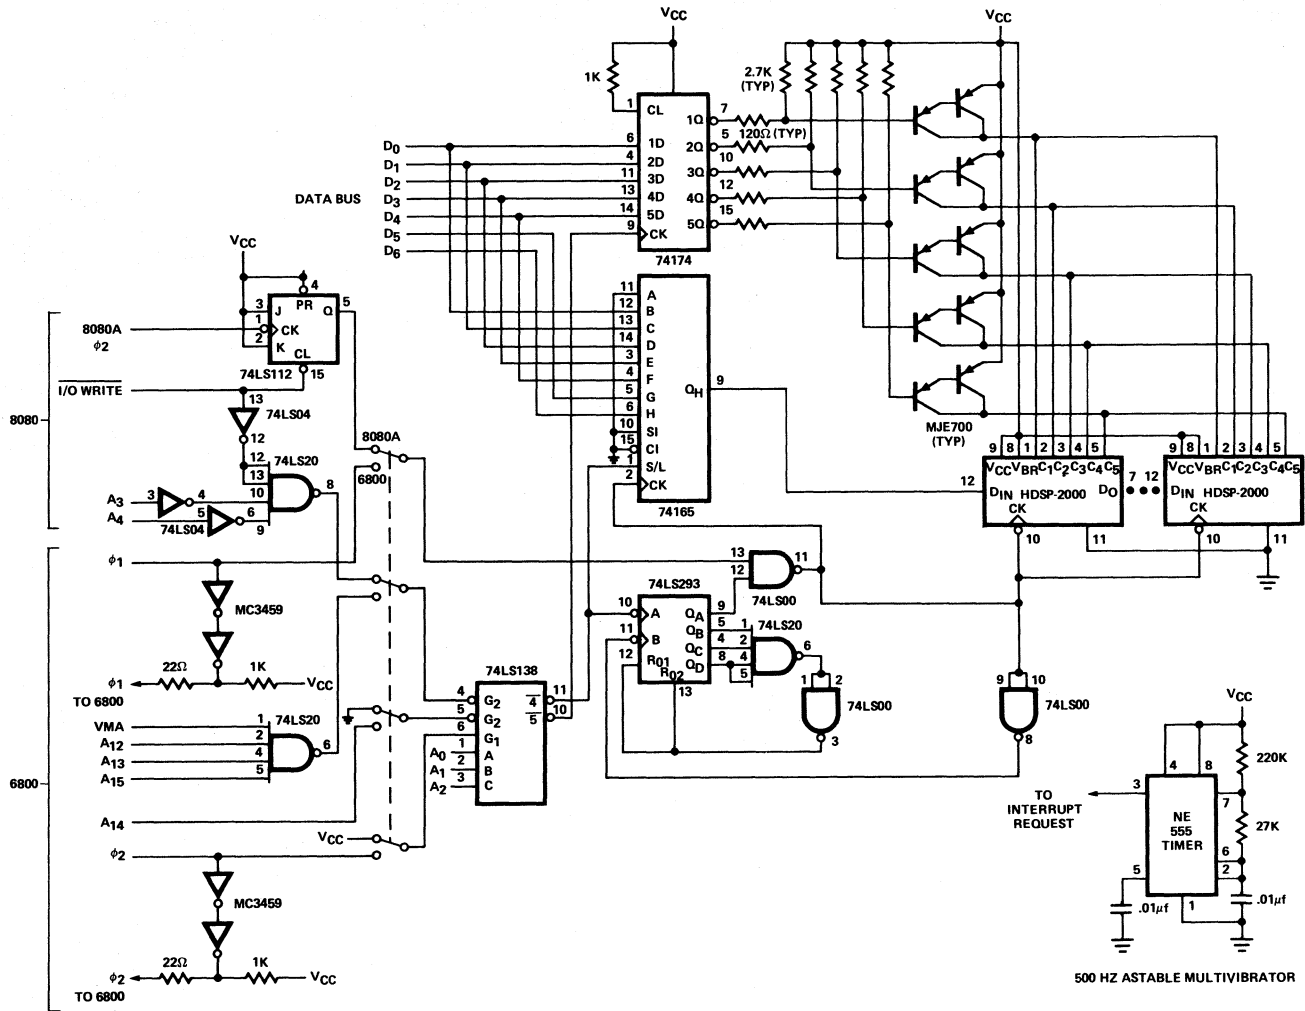 VCC
VCC
1K
2.7K
(TYP)
1 CL
1Q 7
120Ω (TYP)
D0 6 1D
2Q 5
D1 4 2D
3Q 10
D2 11 3D
DATA BUS
D3 13 4D
4Q 12
D4 14 5D
5Q 15
D5 9 CK
D6
74174
VCC
4
PR
3 J Q 5
8080A 1 CK
φ2 2 K
CL
74LS112 15
I/O WRITE
13
74LS04
12
8080
12 74LS20
13
8
10
A3 3 4
A4 5 6
74LS04 9
8080A
6800
11 A
12 B
13 C
14 D
3 E
4 F
5 G
6 H
QH 9
10 SI
15 CI
1 S/L
2 CK
74165
MJE700
(TYP)
9 8 1 2 3 4 5
VCC VBR C1 C2 C3 C4 C5
12 DIN HDSP-2000 DO 7 12
CK
10
11
9 8 1 2 3 4 5
VCC VBR C1 C2 C3 C4 C5
DIN HDSP-2000
CK
10
11
φ1
MC3459
22Ω 1K
φ1 VCC
TO 6800
VMA 1 74LS20
A12 2
6
A13 4
A15 5
6800
A14
VCC
φ2
MC3459
22Ω 1K
φ2 VCC
TO 6800
74LS138
4 G2 4 11
5 G2 5 10
6 G1
A0 1 A
A1 2 B
A2 3 C
13
11
12
74LS00
74LS293
10 A QA 9
74LS20
11 B QB 5 1
QC 4 2 6
12 R01 QD 8 4
R02 5
13
1 2
74LS00
3
9 10
74LS00
8
VCC
220K
4 8
TO
INTERRUPT
REQUEST
3
7
NE
555
TIMER
27K
6
5 2
.01μf
1
.01μf
500 HZ ASTABLE MULTIVIBRATOR